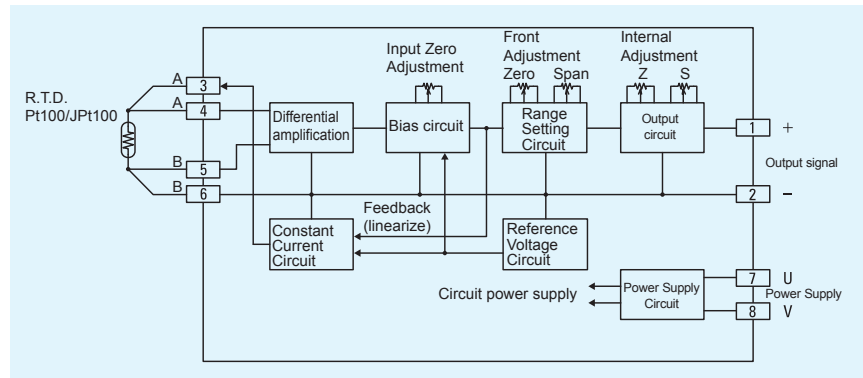 Input Zero
Adjustment
Front
Adjustment
Zero Span
Internal
Adjustment
Z S
R.T.D.
Pt100/JPt100
A 3
A 4
B 5
B 6
Differential
amplification
Bias circuit
Range
Setting
Circuit
Output
circuit
1 +
Output signal
2 −
Feedback
(linearize)
Constant
Current
Circuit
Reference
Voltage
Circuit
Circuit power supply
Power Supply
Circuit
7 U
Power Supply
8 V